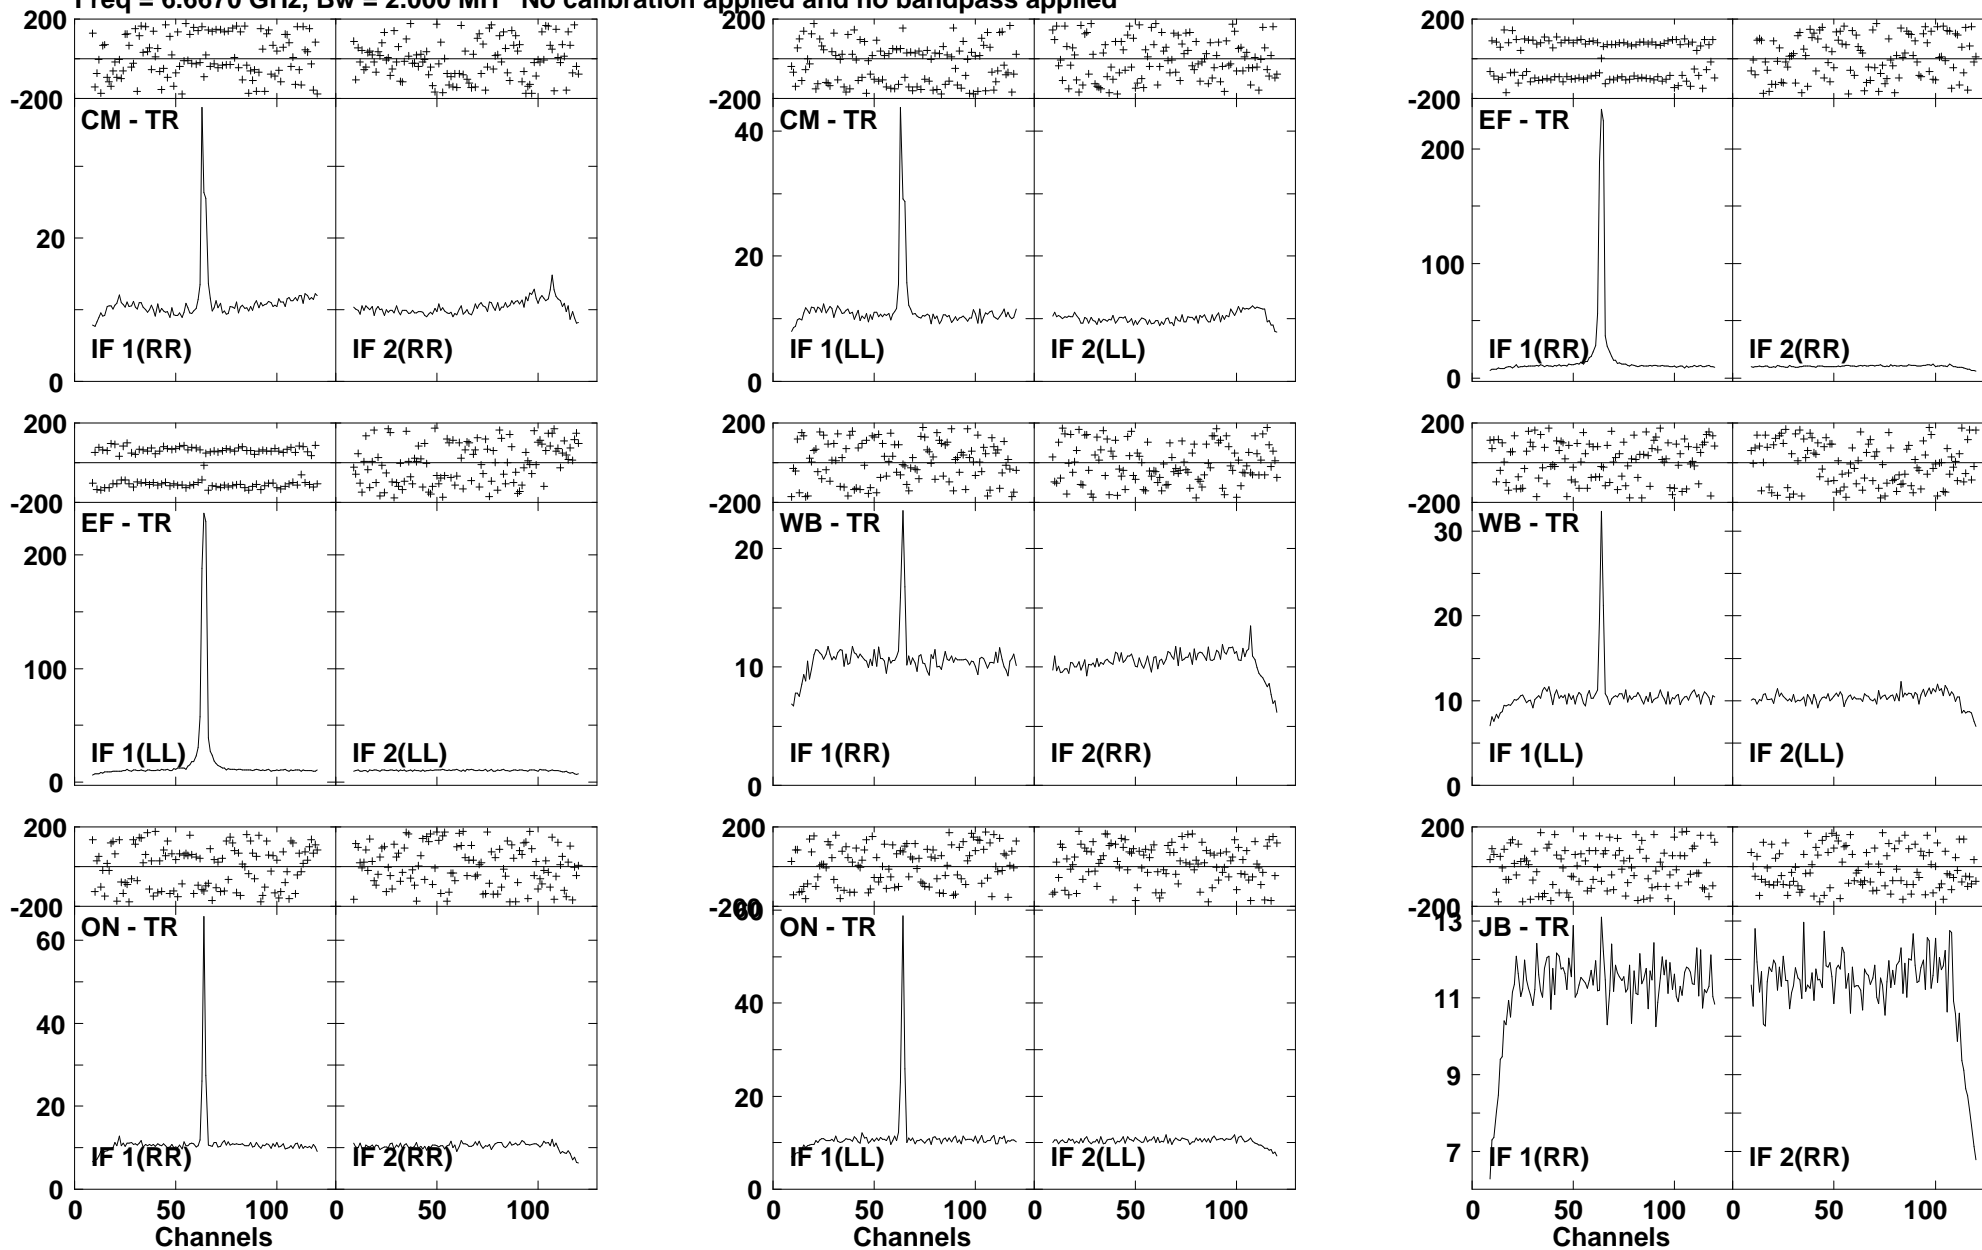 Freq = 6.6670 GHz, Bw = 2.000 MH No calibration applied and no bandpass applied
200
-200
CM - TR
20
0
IF 1(RR)
IF 2(RR)
200
-200
CM - TR
40
20
0
IF 1(LL)
IF 2(LL)
200
-200
EF - TR
200
100
0
IF 1(RR)
IF 2(RR)
200
-200
EF - TR
200
100
0
IF 1(LL)
IF 2(LL)
200
-200
WB - TR
20
10
0
IF 1(RR)
IF 2(RR)
200
-200
WB - TR
30
20
10
0
IF 1(LL)
IF 2(LL)
200
-200
ON - TR
60
40
20
0
IF 1(RR)
IF 2(RR)
0 50 100 0 50 100
Channels
200
-200
60
ON - TR
40
20
0
IF 1(LL)
IF 2(LL)
0 50 100 0 50 100
Channels
200
-200
13
JB - TR
11
9
7
IF 1(RR)
IF 2(RR)
0 50 100 0 50 100
Channels